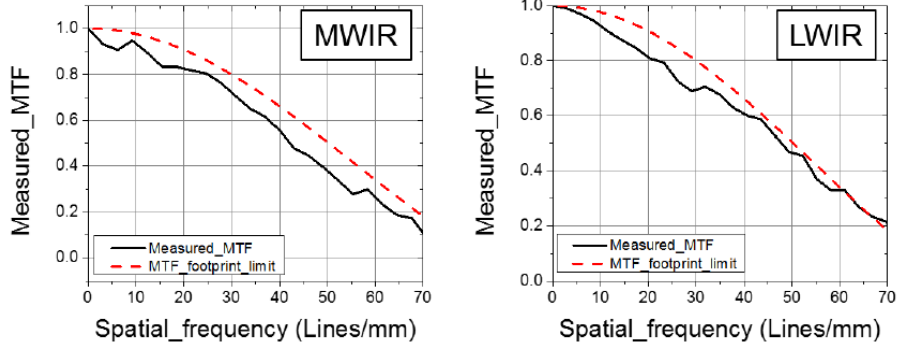 MWIR
Measured_MTF
1.0
0.8
0.6
0.4
0.2
0.0
Measured_MTF
MTF_footprint_limit
0 10 20 30 40 50 60 70
Spatial_frequency (Lines/mm)
LWIR
Measured_MTF
1.0
0.8
0.6
0.4
0.2
0.0
Measured_MTF
MTF_footprint_limit
0 10 20 30 40 50 60 70
Spatial_frequency (Lines/mm)